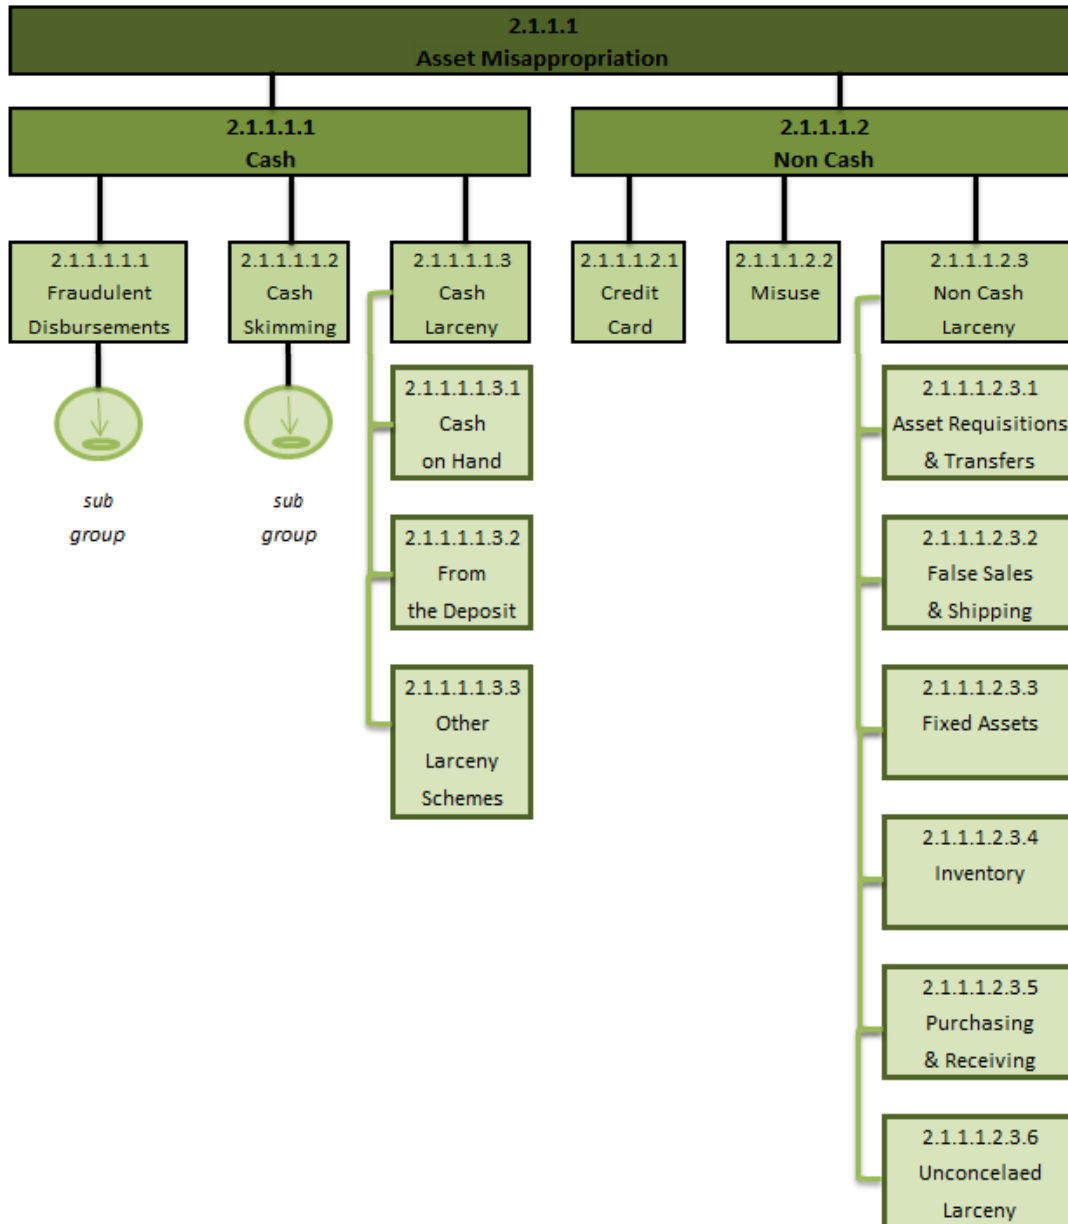 2.1.1.1
Asset Misappropriation
2.1.1.1.1
Cash
2.1.1.1.2
Non Cash
2.1.1.1.1.1
Fraudulent
Disbursements
2.1.1.1.1.2
Cash
Skimming
2.1.1.1.1.3
Cash
Larceny
2.1.1.1.2.1
Credit
Card
2.1.1.1.2.2
Misuse
2.1.1.1.2.3
Non Cash
Larceny
sub
group
sub
group
2.1.1.1.1.3.1
Cash
on Hand
2.1.1.1.1.3.2
From
the Deposit
2.1.1.1.1.3.3
Other
Larceny
Schemes
2.1.1.1.2.3.1
Asset Requisitions
& Transfers
2.1.1.1.2.3.2
False Sales
& Shipping
2.1.1.1.2.3.3
Fixed Assets
2.1.1.1.2.3.4
Inventory
2.1.1.1.2.3.5
Purchasing
& Receiving
2.1.1.1.2.3.6
Unconcelaed
Larceny